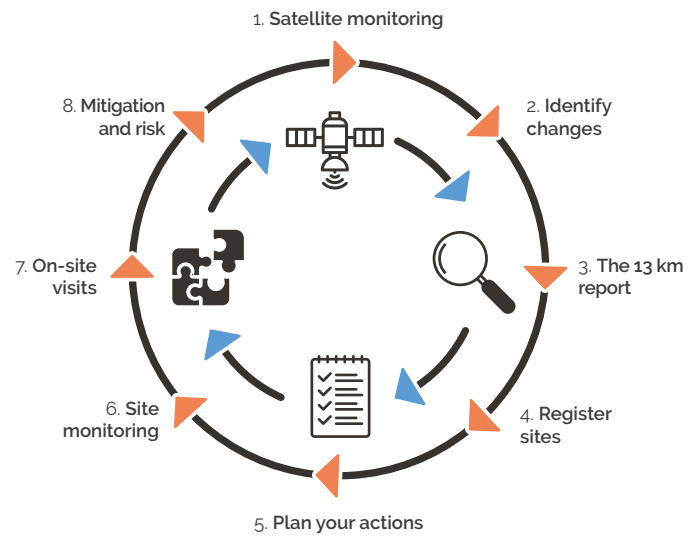 1. Satellite monitoring
2. Identify
changes
3. The 13 km
report
4. Register
sites
5. Plan your actions
6. Site
monitoring
7. On-site
visits
8. Mitigation
and risk